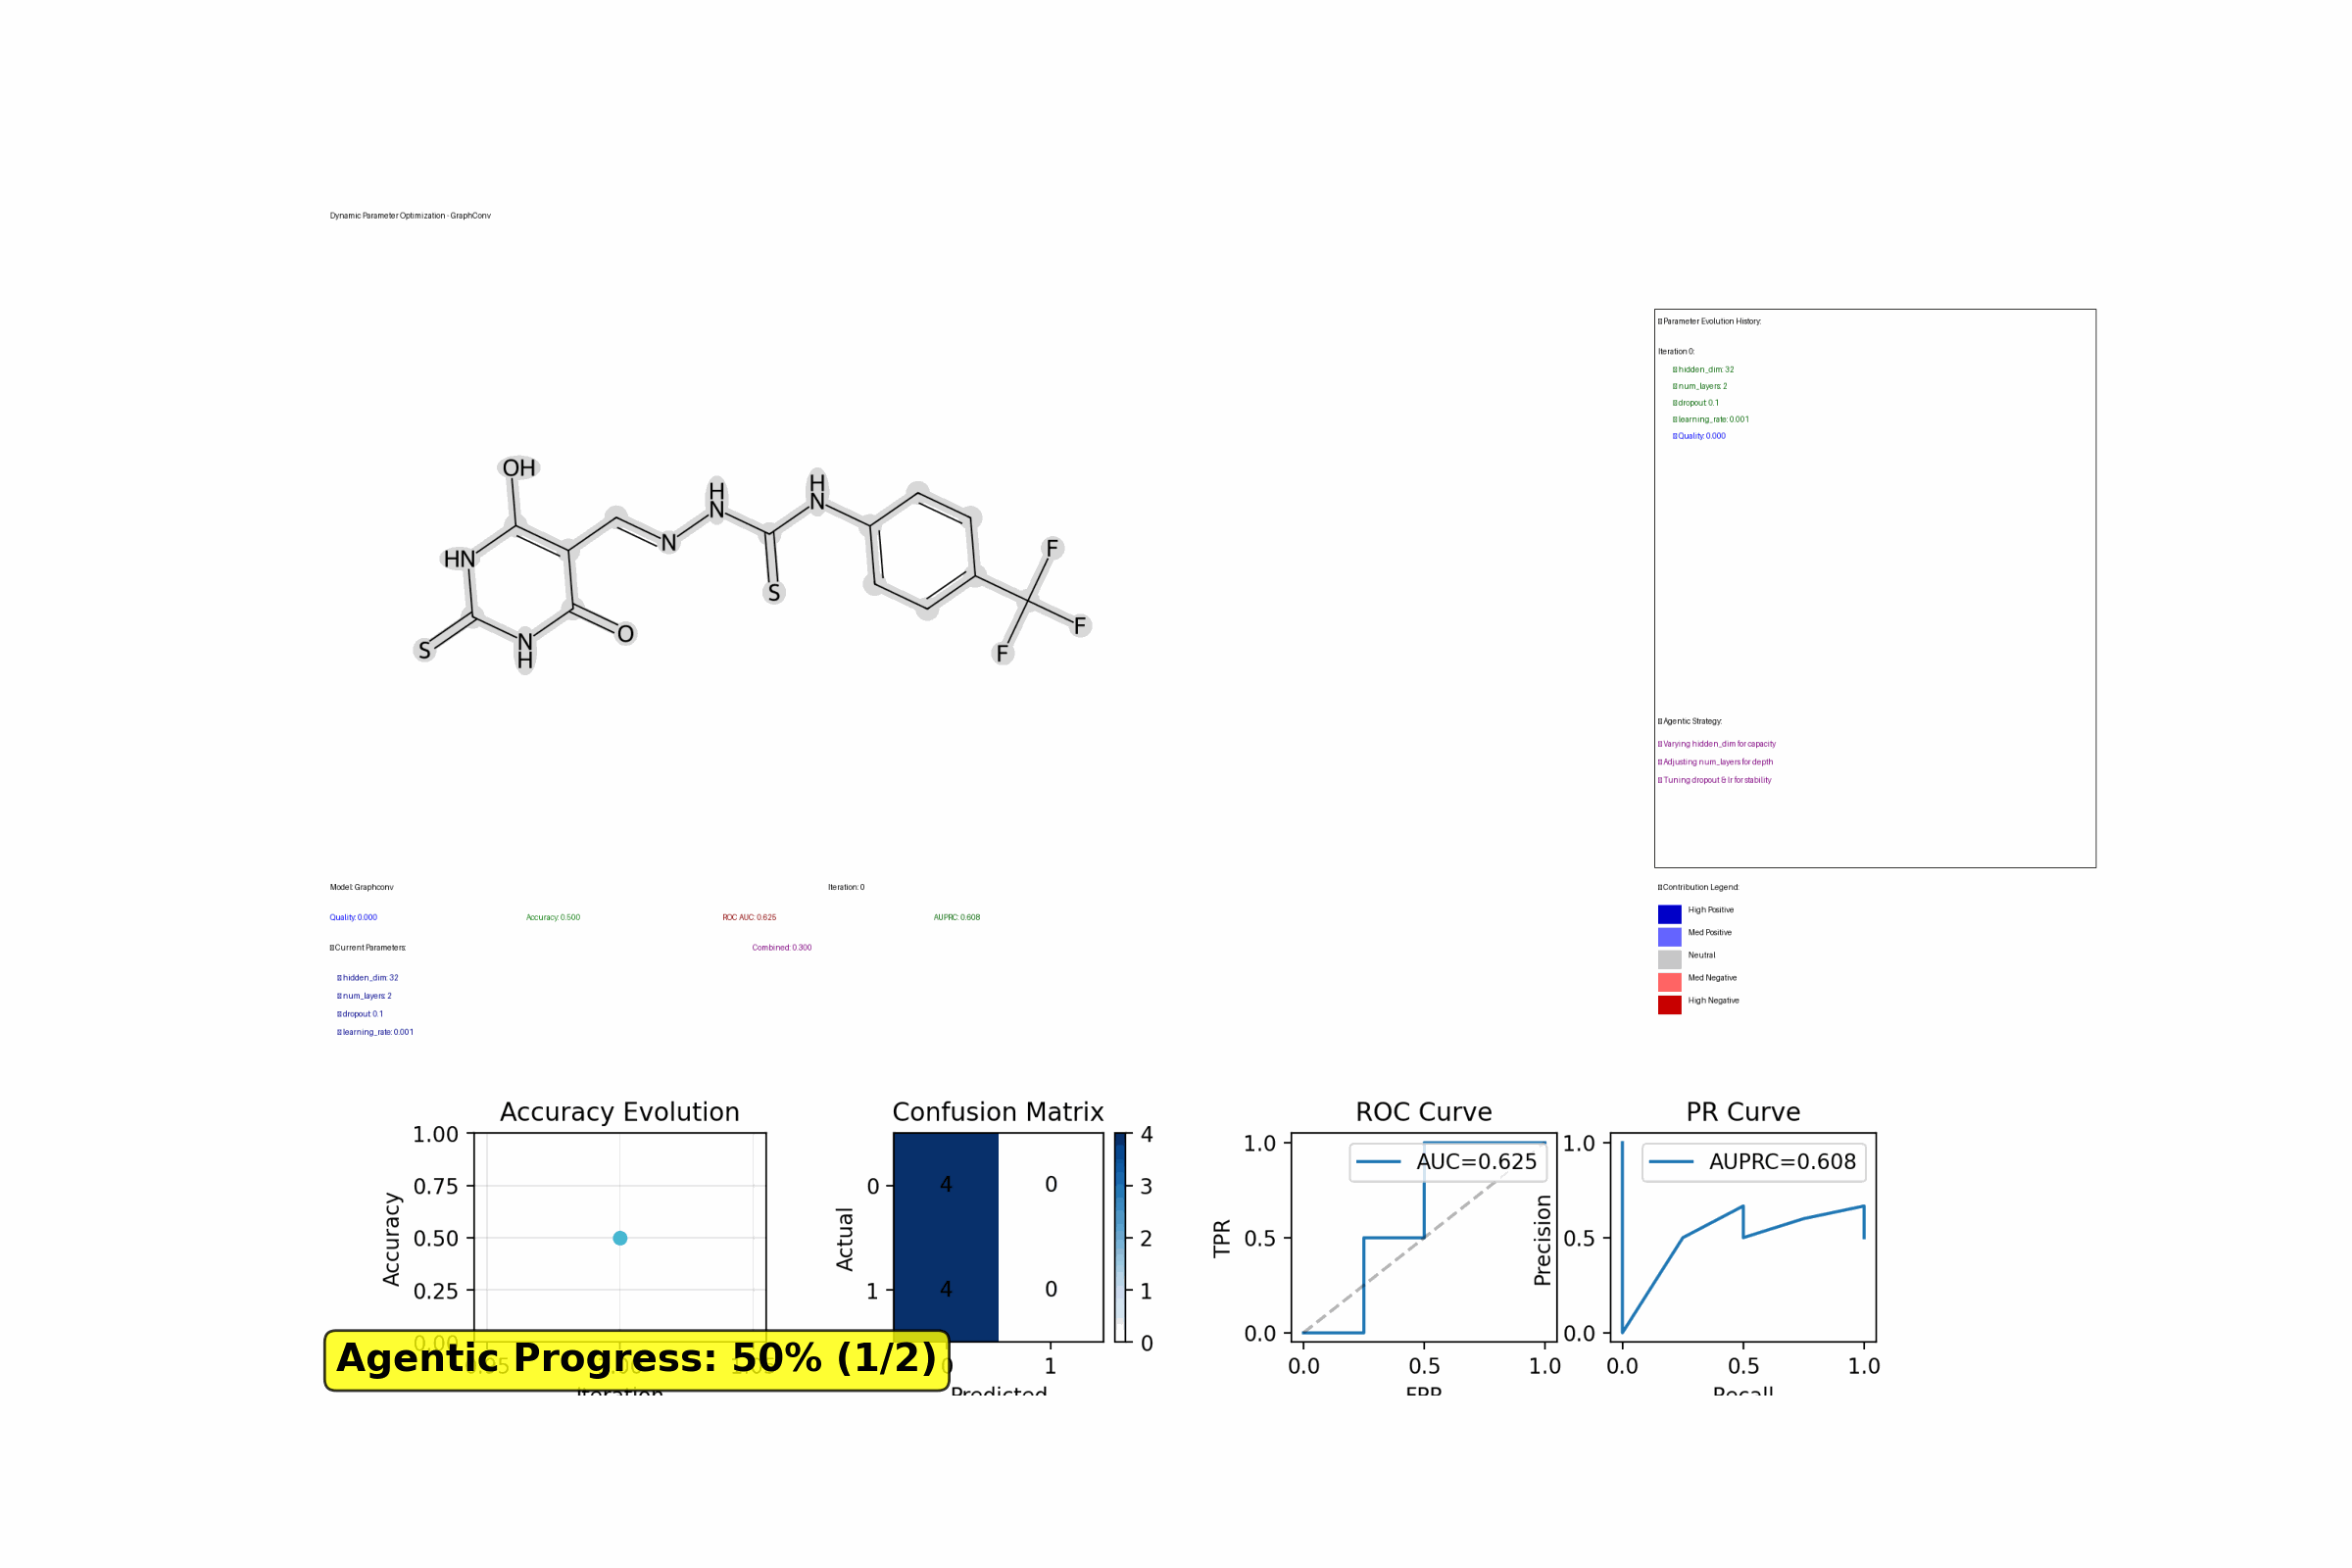 Dynamic Parameter Optimization - GraphConv
Parameter Evolution History:
Iteration 0:
hidden_dim: 32
num_layers: 2
dropout: 0.1
learning_rate: 0.001
Quality: 0.000
OH
H
N
H
N
HN
N
F
S
F
O
F
S
N
H
Agentic Strategy:
Varying hidden_dim for capacity
Adjusting num_layers for depth
Tuning dropout & lr for stability
Model: Graphconv Iteration: 0
Quality: 0.000 Accuracy: 0.500 ROC AUC: 0.625 AUPRC: 0.608
Current Parameters: Combined: 0.300
hidden_dim: 32
num_layers: 2
dropout: 0.1
learning_rate: 0.001
Contribution Legend:
High Positive
Med Positive
Neutral
Med Negative
High Negative
Accuracy Evolution
1.00
0.75
0.50
0.25
0.00
Accuracy
Iteration
Confusion Matrix
4 0
4 0
0
1
Actual
0 1
Predicted
4
3
2
1
0
ROC Curve
AUC=0.625
1.0
0.5
0.0
TPR
0.0 0.5 1.0
FPR
PR Curve
AUPRC=0.608
1.0
0.5
0.0
Precision
0.0 0.5 1.0
Recall
Agentic Progress: 50% (1/2)